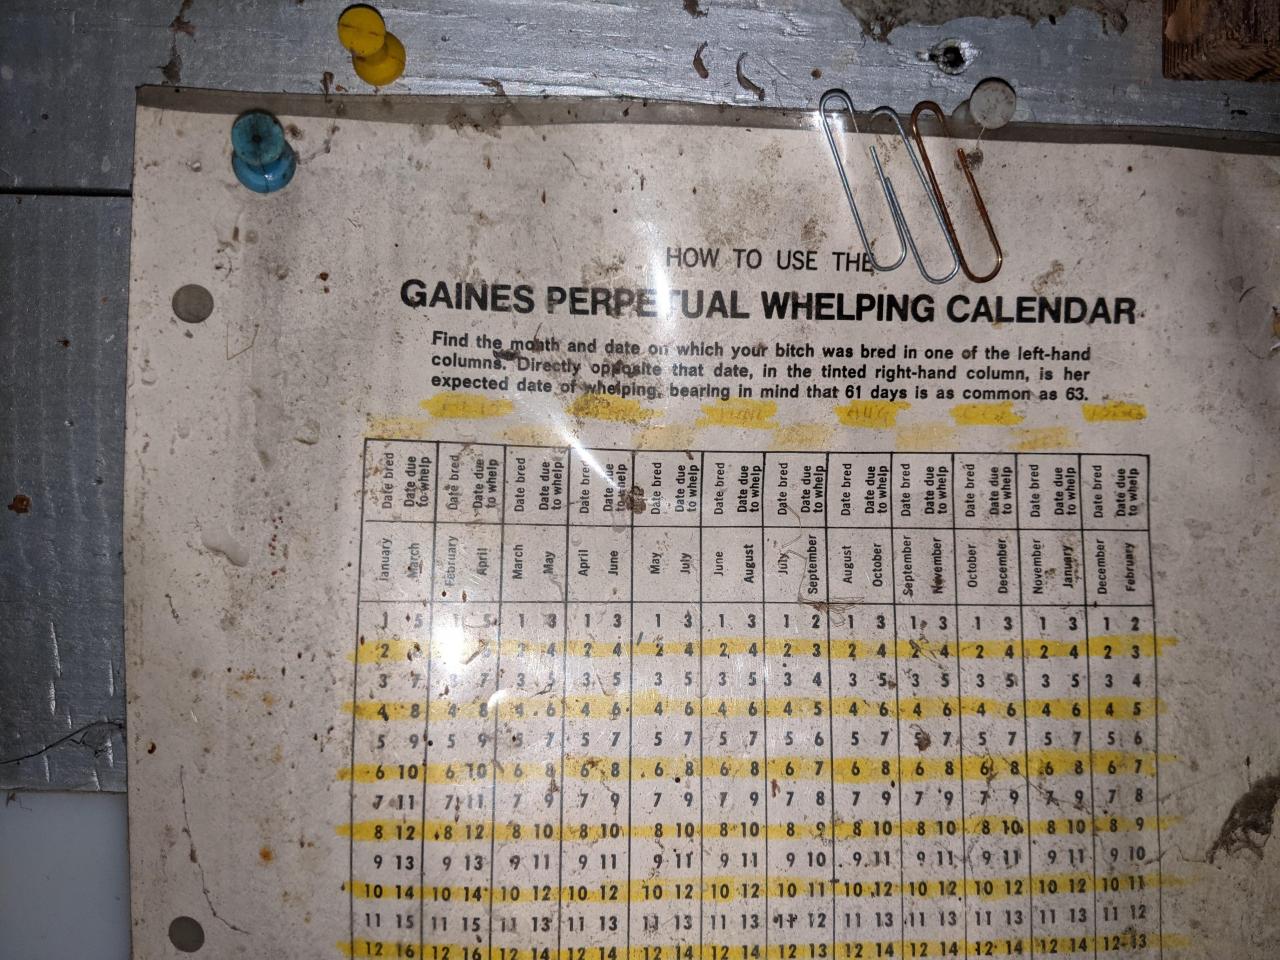 HOW TO USE THE
GAINES PERPETUAL WHELPING CALENDAR
Find the month and date on which your bitch was bred in one of the left-hand
columns. Directly opposite that date, in the tinted right-hand column, is her
expected date of whelping, bearing in mind that 61 days is as common as 63.
JUNE AUG
Date bred Date due to whelp Date bred Date due to whelp Date bred Date due to whelp Date bred Date due to whelp Date bred Date due to whelp Date bred Date due to whelp Date bred Date due to whelp Date bred Date due to whelp Date bred Date due to whelp Date bred Date due to whelp Date bred Date due to whelp Date bred Date due to whelp
January March February April March May April June May July June August July September August October September November October December November January December February
1 5 1 5 1 3 1 3 1 3 1 3 1 2 1 3 1 3 1 3 1 3 1 2
2 4 2 4 2 4 2 4 2 3 2 4 2 4 2 4 2 4 2 3
3 7 3 7 3 5 3 5 3 5 3 5 3 4 3 5 3 5 3 5 3 5 3 4
4 8 4 8 4 6 4 6 4 6 4 6 4 5 4 6 4 6 4 6 4 6 4 5
5 9 5 9 5 7 5 7 5 7 5 7 5 6 5 7 7 5 7 5 7 5 6
6 10 6 10 6 8 6 8 6 8 6 8 6 7 6 8 6 8 6 8 6 8 6 7
7 11 7 11 7 9 7 9 7 9 7 9 7 8 7 9 7 9 7 9 7 9 7 8
8 12 8 12 8 10 8 10 8 10 8 10 8 9 8 10 8 10 8 10 8 10 8 9
9 13 9 13 9 11 9 11 9 11 9 11 9 10 9 11 9 11 9 11 9 11 9 10
10 14 10 14 10 12 10 12 10 12 10 12 10 11 10 12 10 12 10 12 10 12 10 11
11 15 11 15 11 13 11 13 11 13 11 13 11 12 11 13 11 13 11 13 11 13 11 12
12 16 12 16 12 14 12 14 12 14 12 14 12 13 12 14 12 14 12 14 12 14 12 13